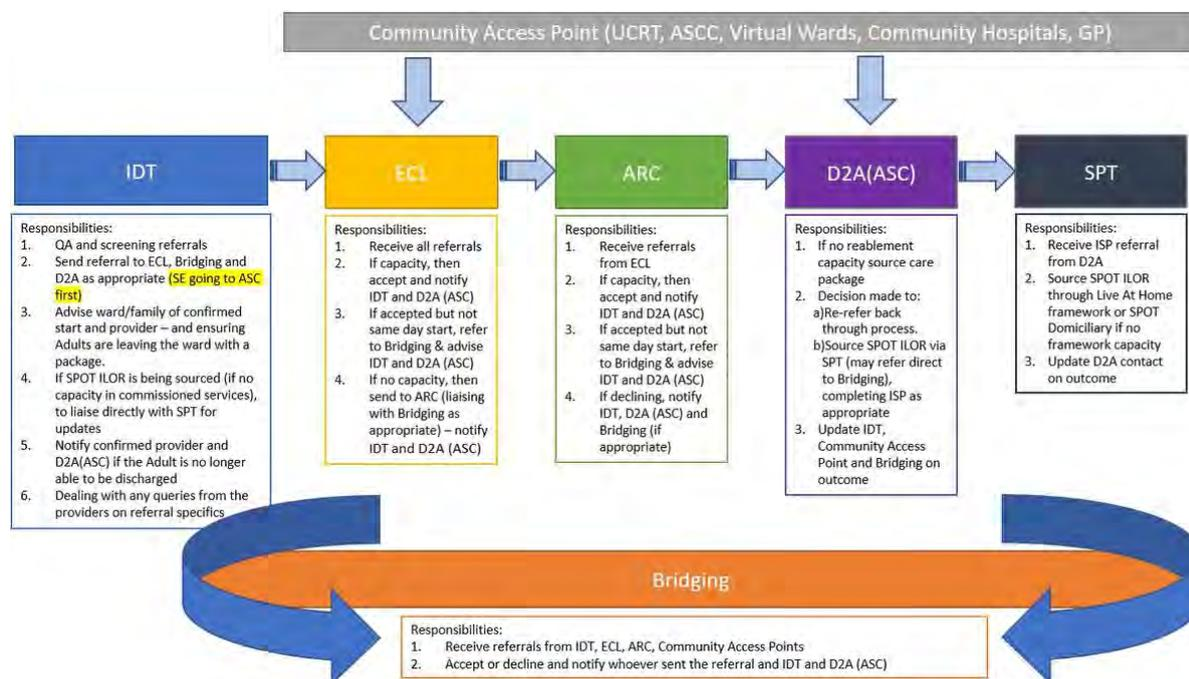 Community Access Point (UCRT, ASCC, Virtual Wards, Community Hospitals, GP)
IDT
Responsibilities:
1. QA and screening referrals
2. Send referral to ECL, Bridging and
D2A as appropriate (SE going to ASC
first)
3. Advise ward/family of confirmed
start and provider – and ensuring
Adults are leaving the ward with a
package.
4. If SPOT ILOR is being sourced (if no
capacity in commissioned services),
to liaise directly with SPT for
updates
5. Notify confirmed provider and
D2A(ASC) if the Adult is no longer
able to be discharged
6. Dealing with any queries from the
providers on referral specifics
ECL
Responsibilities:
1. Receive all referrals
2. If capacity, then
accept and notify
IDT and D2A (ASC)
3. If accepted but not
same day start, refer
to Bridging & advise
IDT and D2A (ASC)
4. If no capacity, then
send to ARC (liaising
with Bridging as
appropriate) – notify
IDT and D2A (ASC)
ARC
Responsibilities:
1. Receive referrals
from ECL
2. If capacity, then
accept and notify
IDT and D2A (ASC)
3. If accepted but not
same day start, refer
to Bridging & advise
IDT and D2A (ASC)
4. If declining, notify
IDT, D2A (ASC) and
Bridging (if
appropriate)
D2A(ASC)
Responsibilities:
1. If no reablement
capacity source care
package
2. Decision made to:
a)Re-refer back
through process.
b)Source SPOT ILOR via
SPT (may refer direct
to Bridging),
completing ISP as
appropriate
3. Update IDT,
Community Access
Point and Bridging on
outcome
SPT
Responsibilities:
1. Receive ISP referral
from D2A
2. Source SPOT ILOR
through Live At Home
framework or SPOT
Domiciliary if no
framework capacity
3. Update D2A contact
on outcome
Bridging
Responsibilities:
1. Receive referrals from IDT, ECL, ARC, Community Access Points
2. Accept or decline and notify whoever sent the referral and IDT and D2A (ASC)